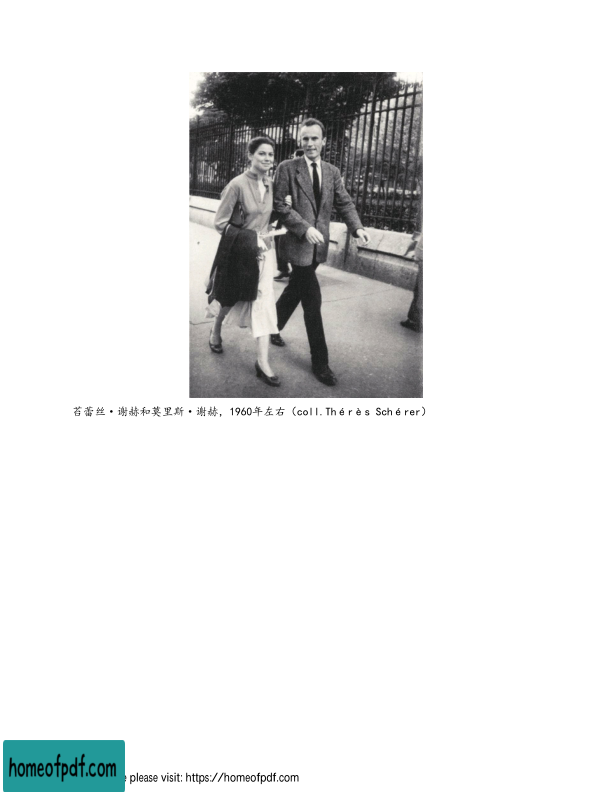 苔蕾丝·谢赫和莫里斯·谢赫，1960年左右（coll.Thérès Schérer）
homeofpdf.com
e please visit: https://homeofpdf.com